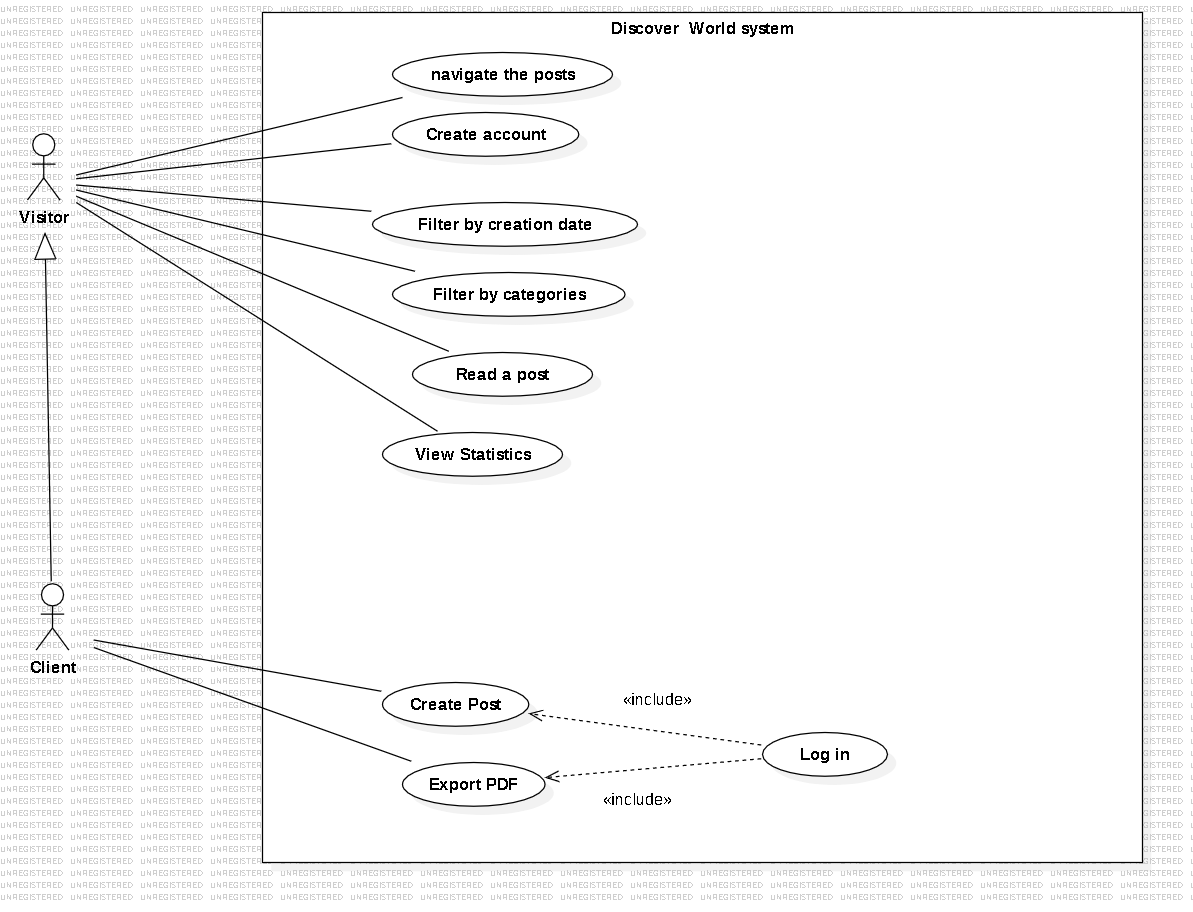 Discover World system
navigate the posts
Create account
Visitor
Filter by creation date
Filter by categories
Read a post
View Statistics
Client
Create Post
«include»
Log in
Export PDF
«include»
UNREGISTERED